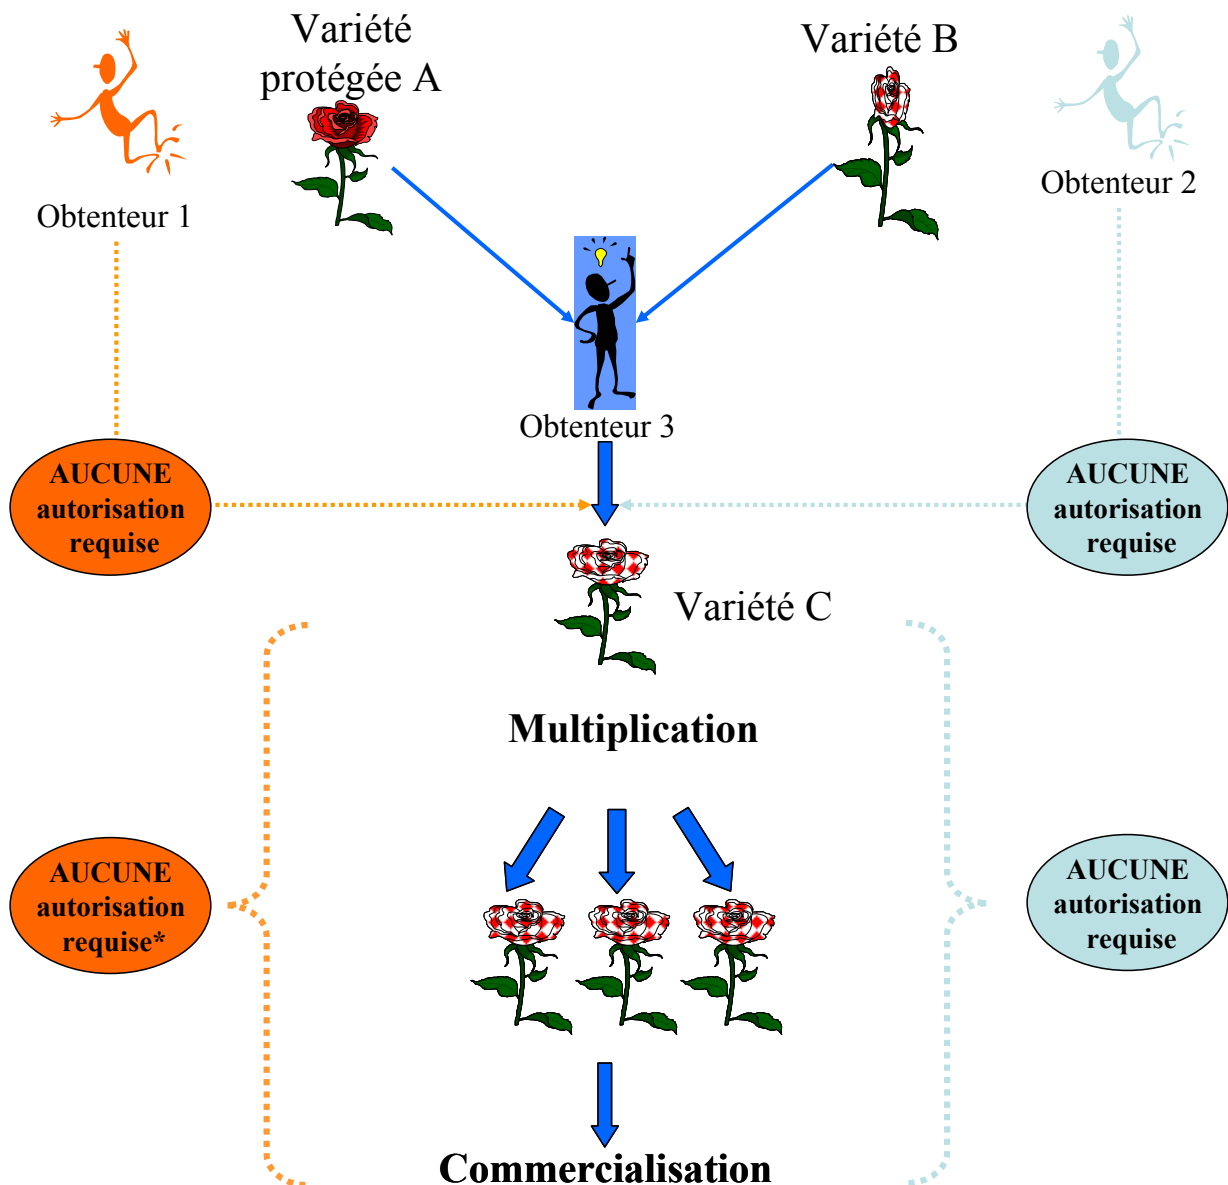 Variété
protégée A
Variété B
Obtenteur 1
Obtenteur 2
Obtenteur 3
AUCUNE
autorisation
requise
AUCUNE
autorisation
requise
Variété C
Multiplication
AUCUNE
autorisation
requise*
AUCUNE
autorisation
requise
Commercialisation